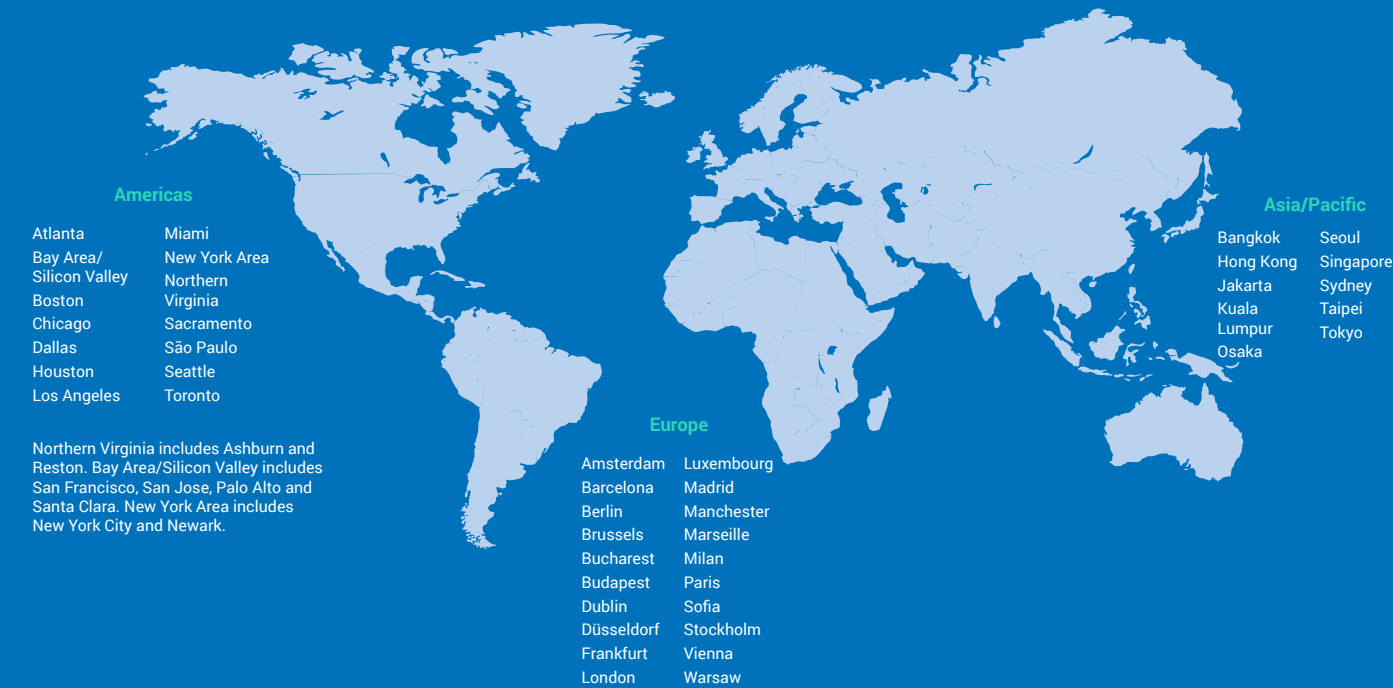 Americas
Atlanta
Bay Area/
Silicon Valley
Boston
Chicago
Dallas
Houston
Los Angeles
Miami
New York Area
Northern
Virginia
Sacramento
São Paulo
Seattle
Toronto
Northern Virginia includes Ashburn and
Reston. Bay Area/Silicon Valley includes
San Francisco, San Jose, Palo Alto and
Santa Clara. New York Area includes
New York City and Newark.
Europe
Amsterdam
Barcelona
Berlin
Brussels
Bucharest
Budapest
Dublin
Düsseldorf
Frankfurt
London
Luxembourg
Madrid
Manchester
Marseille
Milan
Paris
Sofia
Stockholm
Vienna
Warsaw
Asia/Pacific
Bangkok
Hong Kong
Jakarta
Kuala
Lumpur
Osaka
Seoul
Singapore
Sydney
Taipei
Tokyo